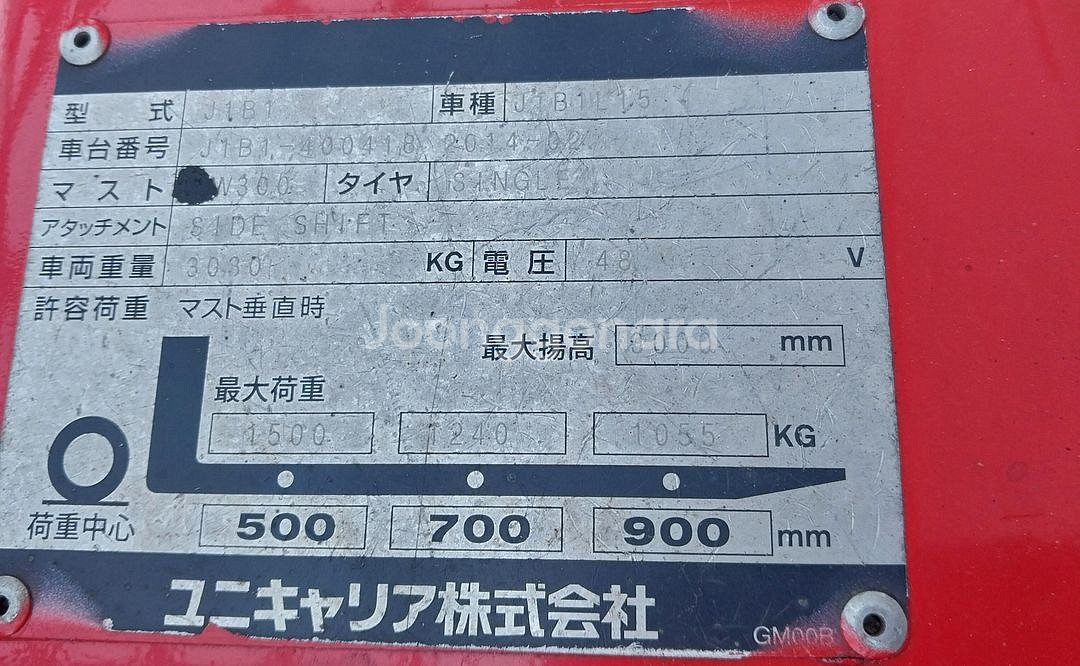 型式 J1B1 車種 J1B1L15
車台番号 J1B1-400418 2014-02
マスト W300 タイヤ SINGLE
アタッチメント SIDE SHIFT
車両重量 3030 KG 電圧 48 V
許容荷重 マスト垂直時
Joanagonara
最大揚高 3000 mm
最大荷重
1500 1240 1055 KG
荷重中心 500 700 900 mm
ユニキャリア株式会社
GM00R